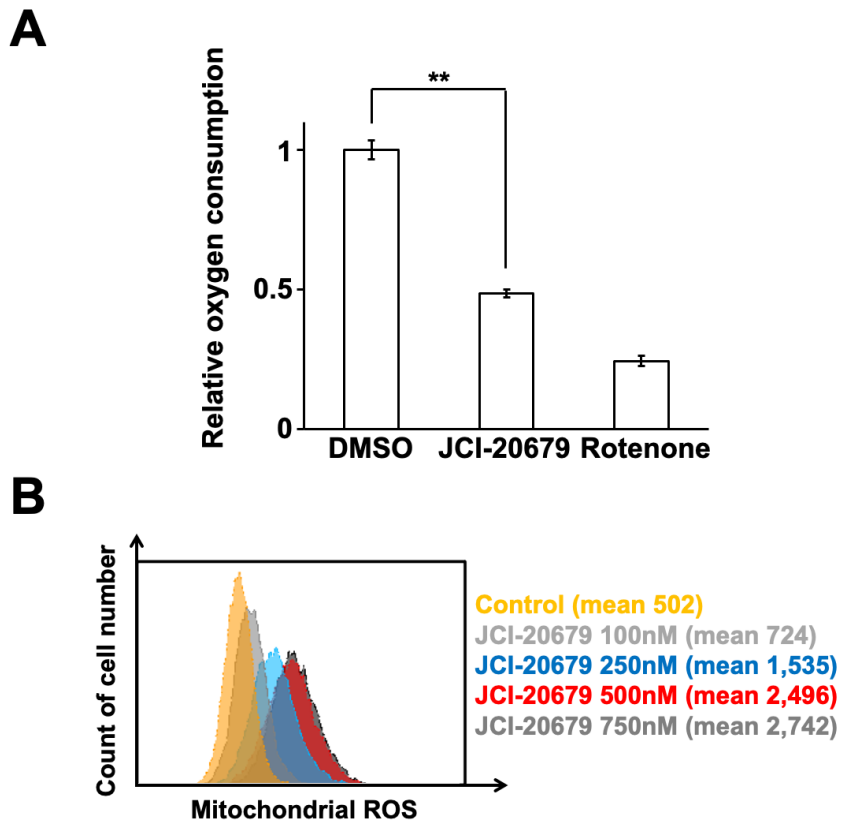 A
Relative oxygen consumption
**
1
0.5
0
DMSO JCI-20679 Rotenone
B
Count of cell number
Control (mean 502)
JCI-20679 100nM (mean 724)
JCI-20679 250nM (mean 1,535)
JCI-20679 500nM (mean 2,496)
JCI-20679 750nM (mean 2,742)
Mitochondrial ROS